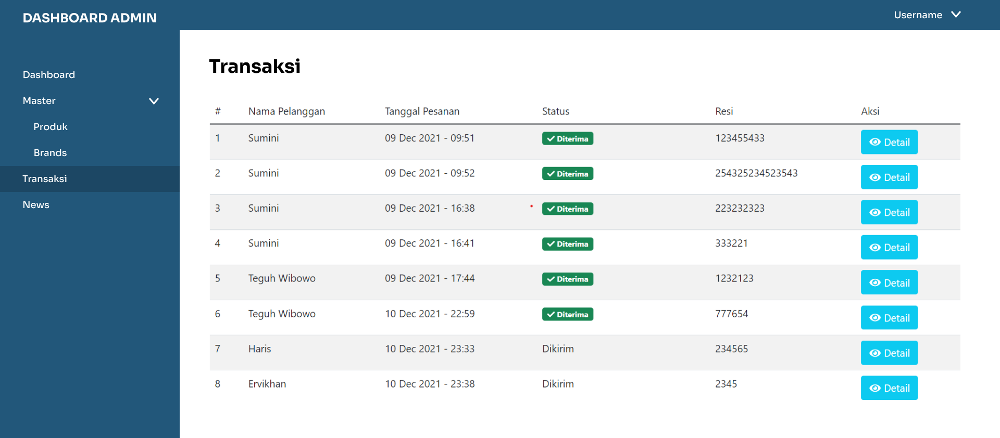 DASHBOARD ADMIN
Username
Dashboard
Master
Produk
Brands
Transaksi
News
Transaksi
# Nama Pelanggan Tanggal Pesanan Status Resi Aksi
1 Sumini 09 Dec 2021 - 09:51 Diterima 123455433 Detail
2 Sumini 09 Dec 2021 - 09:52 Diterima 254325234523543 Detail
3 Sumini 09 Dec 2021 - 16:38 Diterima 223232323 Detail
4 Sumini 09 Dec 2021 - 16:41 Diterima 333221 Detail
5 Teguh Wibowo 09 Dec 2021 - 17:44 Diterima 1232123 Detail
6 Teguh Wibowo 10 Dec 2021 - 22:59 Diterima 777654 Detail
7 Haris 10 Dec 2021 - 23:33 Dikirim 234565 Detail
8 Ervikhan 10 Dec 2021 - 23:38 Dikirim 2345 Detail